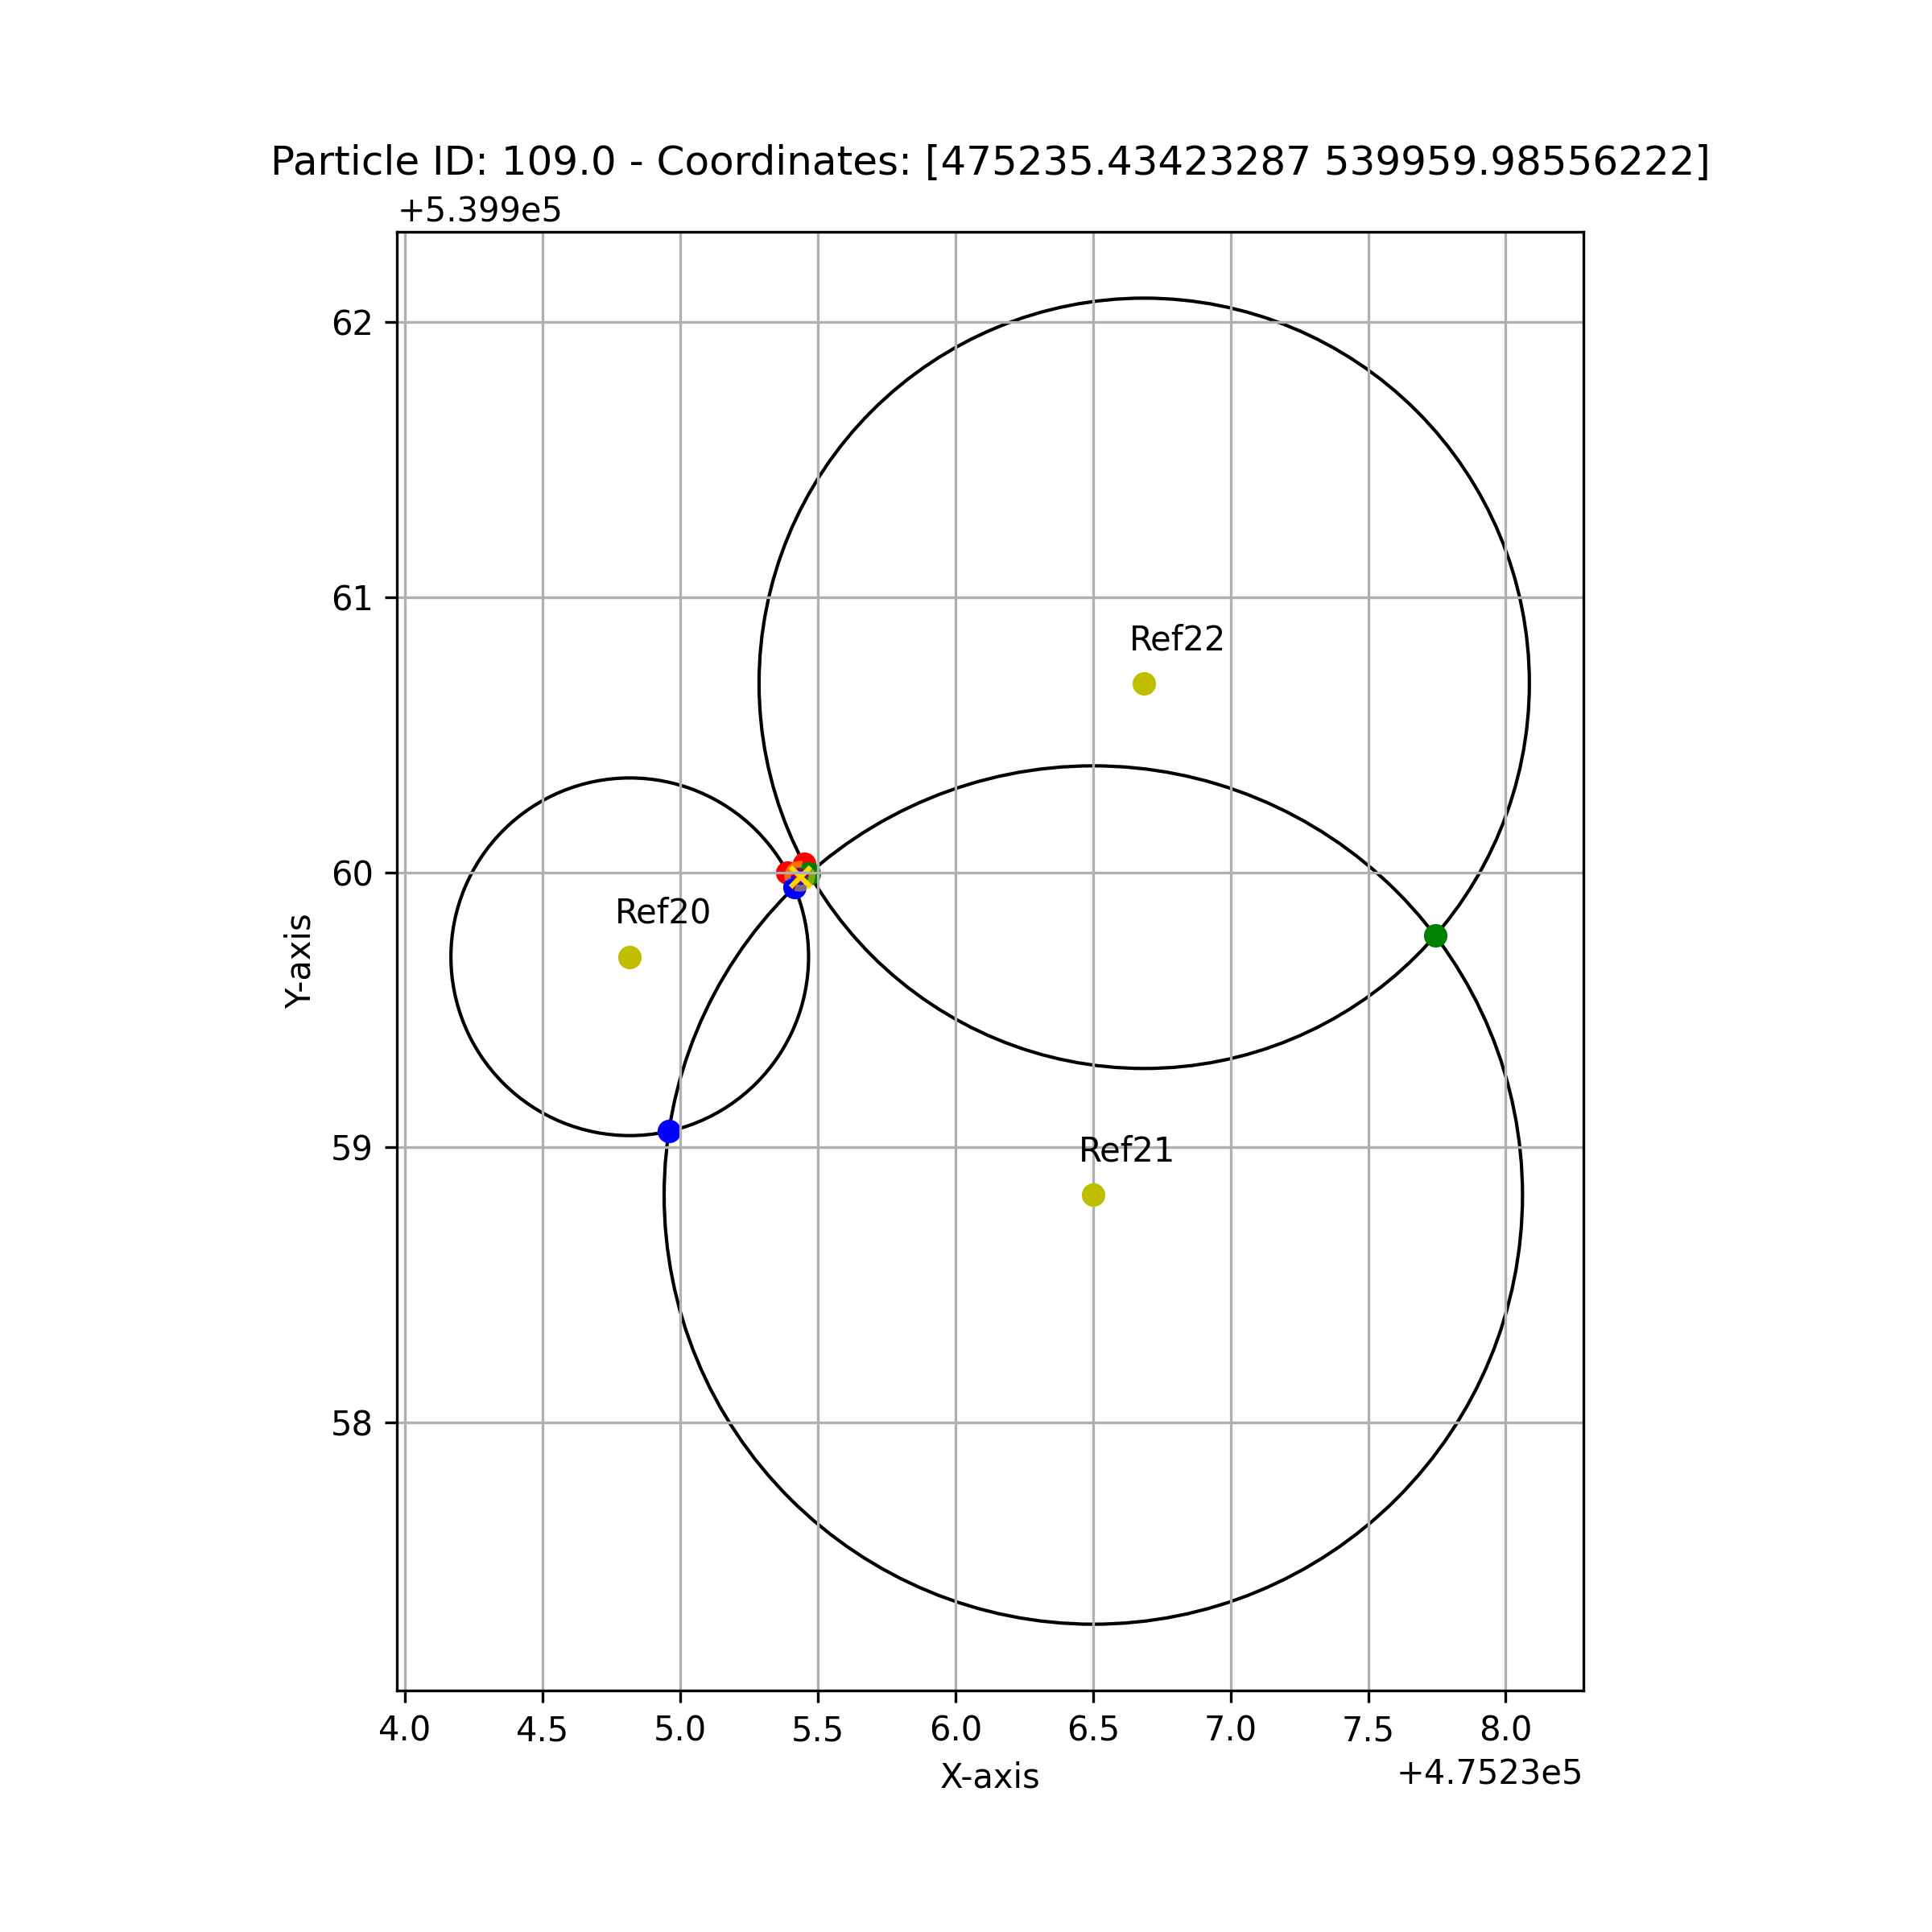 Particle ID: 109.0 - Coordinates: [475235.43423287 539959.98556222]
+5.399e5
62
61
Ref22
60
Ref20
Y-axis
59
Ref21
58
4.0 4.5 5.0 5.5 6.0 6.5 7.0 7.5 8.0
X-axis
+4.7523e5